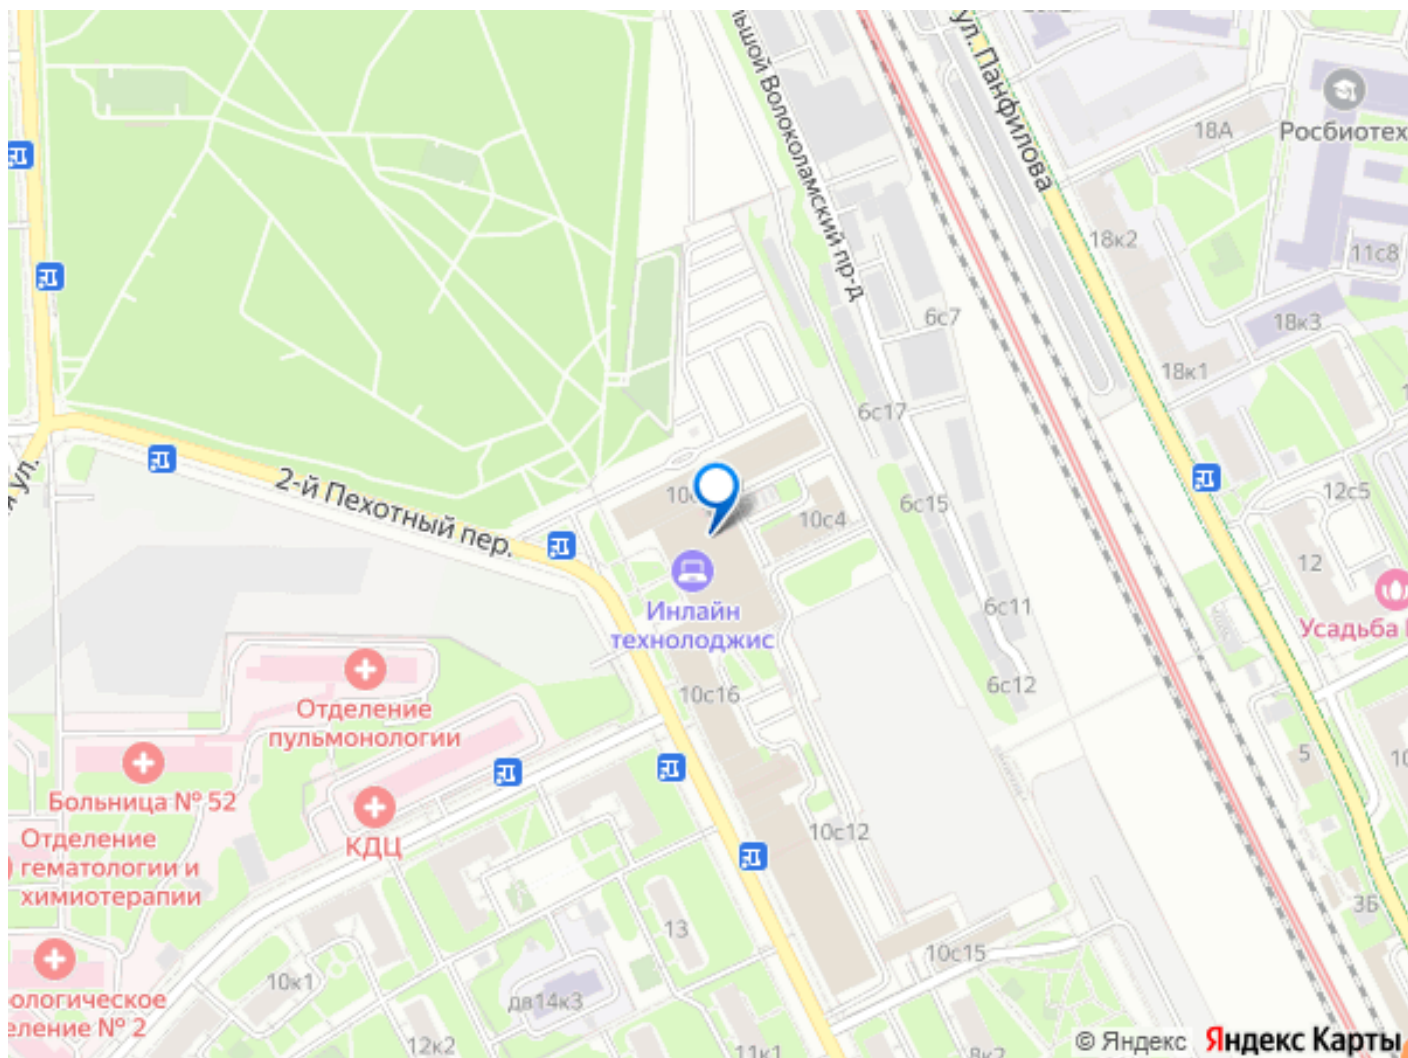 ул. Панфилова
Волоколамский пр-д
18А
Росбиотех
18к2
11с8
6с7
18к3
18к1
6с17
ул.
2-й Пехотный пер.
12с5
6с15
10с4
12
Инлайн
технолоджис
6с11
Усадьба
10с16
6с12
Отделение
пульмонологии
5
Больница № 52
10с12
КДЦ
Отделение
гематологии и
химиотерапии
3Б
13
10с15
10к1
дв14к3
ологическое
еление № 2
12к2
11к1
8к2
© Яндекс
Яндекс Карты